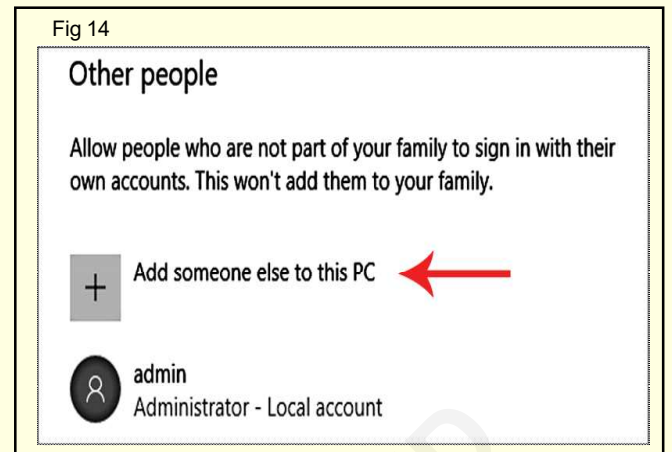 Fig 14
Other people
Allow people who are not part of your family to sign in with their
own accounts. This won't add them to your family.
Add someone else to this PC
admin
Administrator - Local account